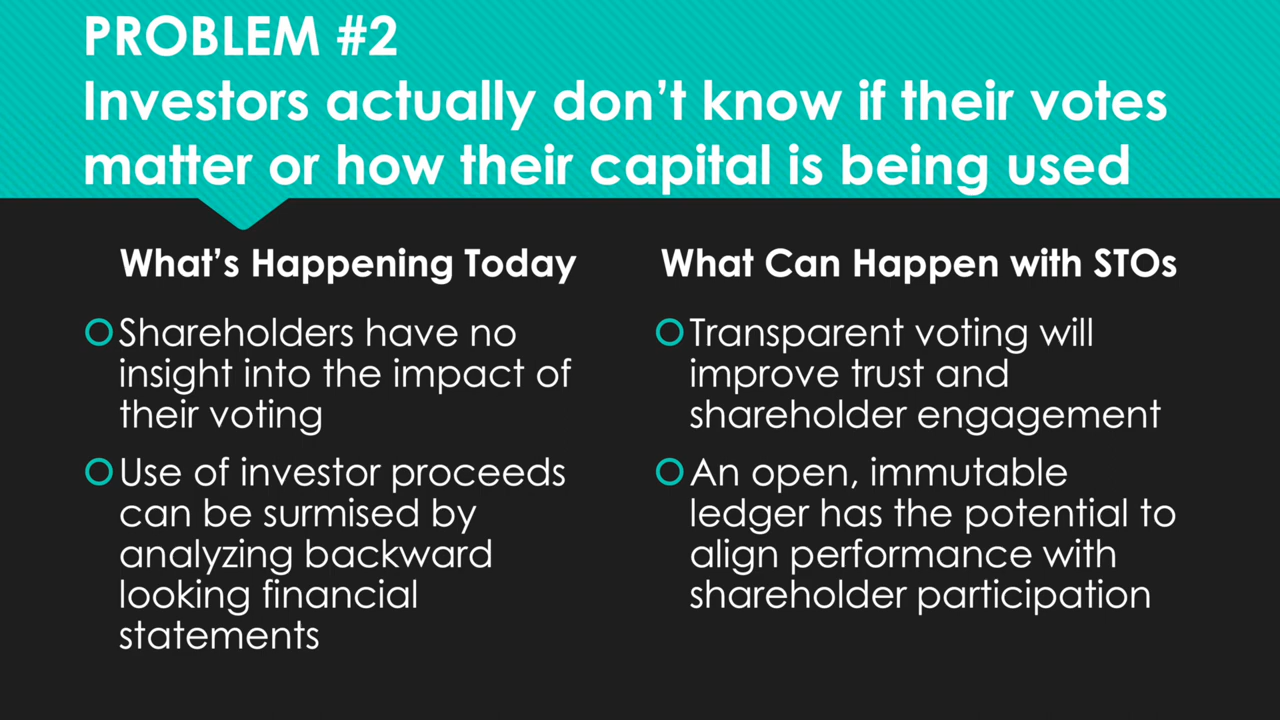 PROBLEM #2
Investors actually don’t know if their votes
matter or how their capital is being used
What’s Happening Today
Shareholders have no
insight into the impact of
their voting
Use of investor proceeds
can be surmised by
analyzing backward
looking financial
statements
What Can Happen with STOs
Transparent voting will
improve trust and
shareholder engagement
An open, immutable
ledger has the potential to
align performance with
shareholder participation